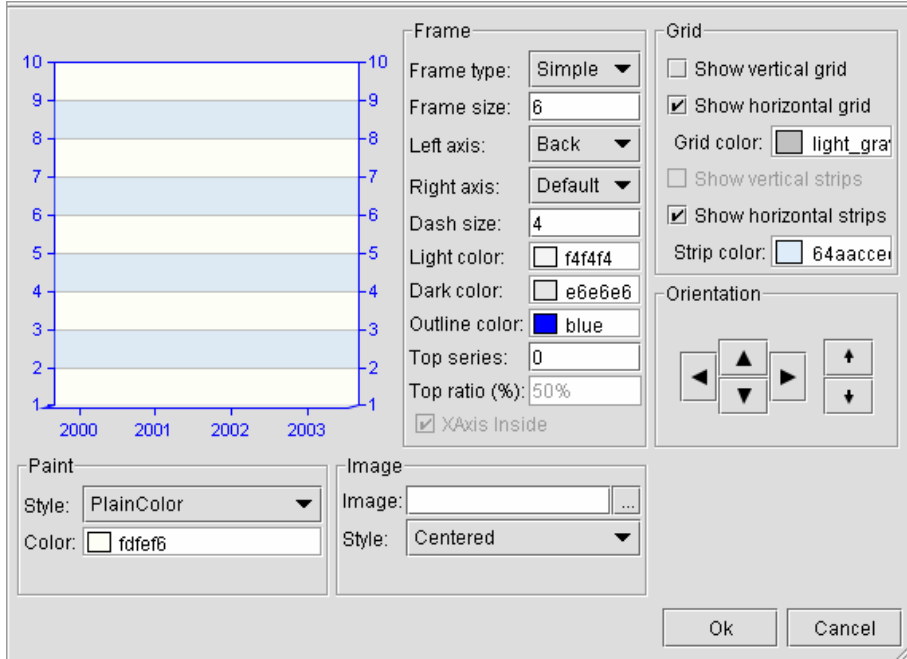 Frame
Frame type: Simple
Frame size: 6
Left axis: Back
Right axis: Default
Dash size: 4
Light color: f4f4f4
Dark color: e6e6e6
Outline color: blue
Top series: 0
Top ratio (%): 50%
XAxis Inside
Grid
Show vertical grid
Show horizontal grid
Grid color: light_gra
Show vertical strips
Show horizontal strips
Strip color: 64aacce
Orientation
10 10
9 9
8 8
7 7
6 6
5 5
4 4
3 3
2 2
1 1
2000 2001 2002 2003
Paint
Style: PlainColor
Color: fdfef6
Image
Image: ...
Style: Centered
Ok Cancel